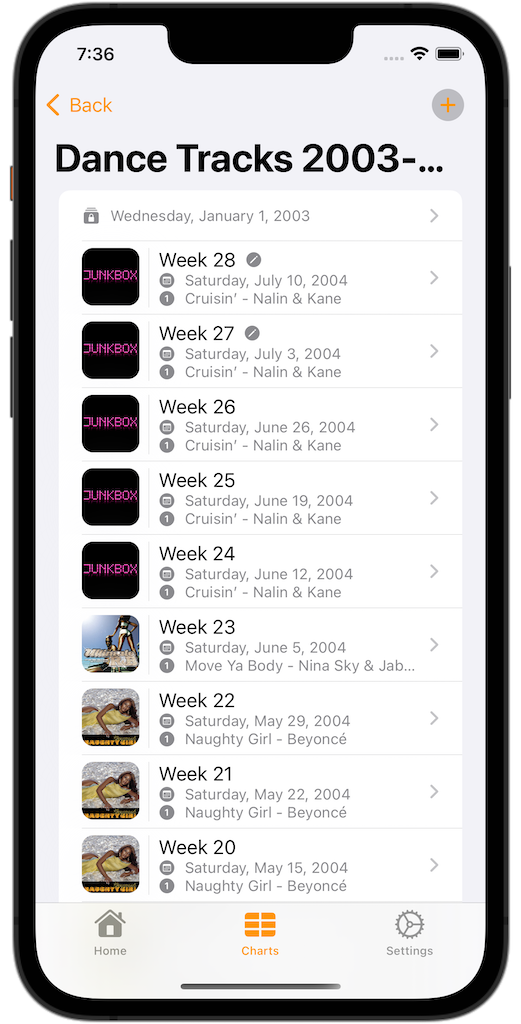 7:36
Back
Dance Tracks 2003-...
Wednesday, January 1, 2003
JUNKBOX
Week 28
Saturday, July 10, 2004
1 Cruisin’ - Nalin & Kane
JUNKBOX
Week 27
Saturday, July 3, 2004
1 Cruisin’ - Nalin & Kane
JUNKBOX
Week 26
Saturday, June 26, 2004
1 Cruisin’ - Nalin & Kane
JUNKBOX
Week 25
Saturday, June 19, 2004
1 Cruisin’ - Nalin & Kane
JUNKBOX
Week 24
Saturday, June 12, 2004
1 Cruisin’ - Nalin & Kane
Week 23
Saturday, June 5, 2004
1 Move Ya Body - Nina Sky & Jab...
Week 22
Saturday, May 29, 2004
1 Naughty Girl - Beyoncé
NAUGHTY GIRL
Week 21
Saturday, May 22, 2004
1 Naughty Girl - Beyoncé
NAUGHTY GIRL
Week 20
Saturday, May 15, 2004
1 Naughty Girl - Beyoncé
NAUGHTY GIRL
Home
Charts
Settings